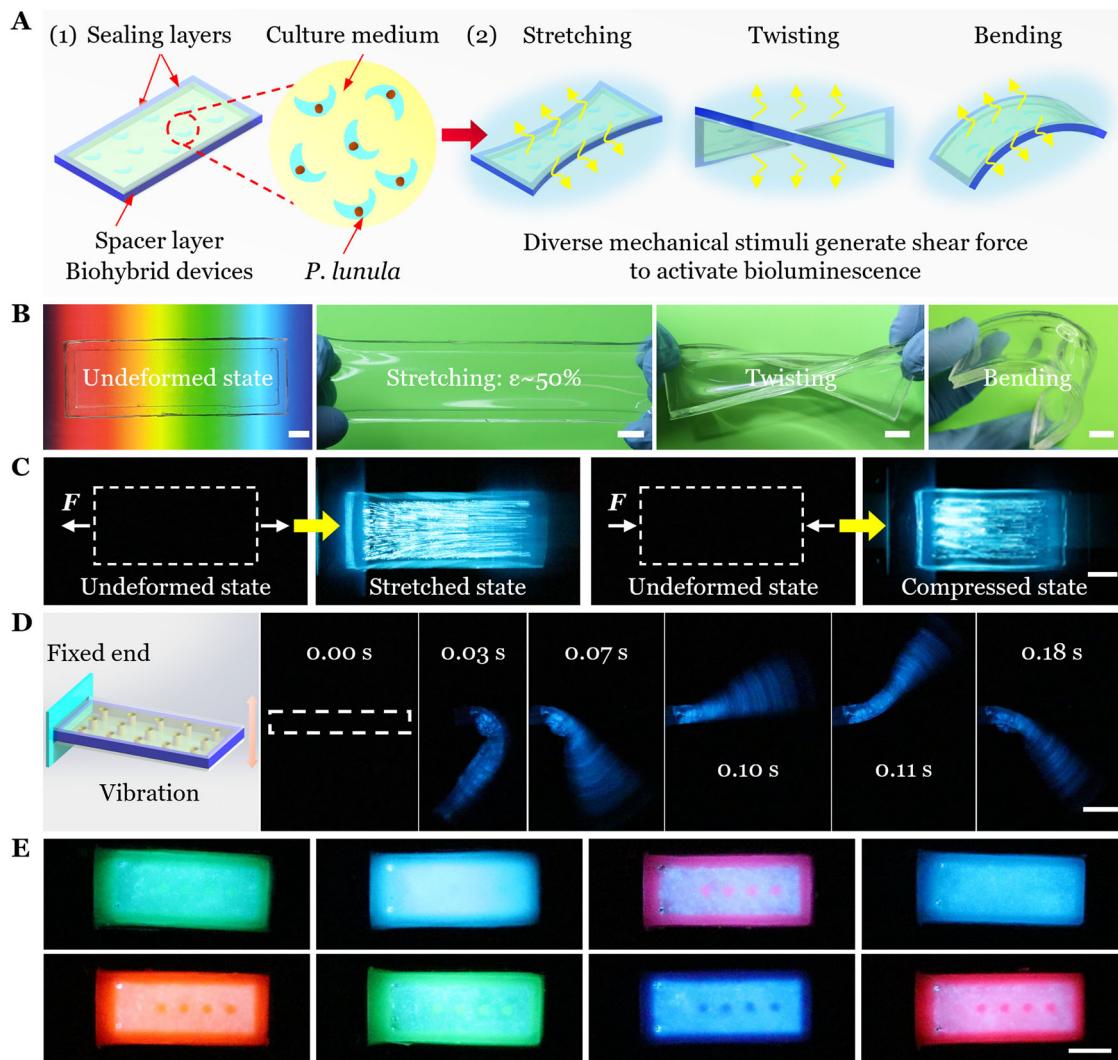 A
(1)
Sealing layers
Culture medium
(2)
Stretching
Twisting
Bending
Spacer layer
Biohybrid devices
P. lunula
Diverse mechanical stimuli generate shear force
to activate bioluminescence
B
Undeformed state
Stretching: ε~50%
Twisting
Bending
C
F
Undeformed state
Stretched state
F
Undeformed state
Compressed state
D
Fixed end
Vibration
0.00 s
0.03 s
0.07 s
0.10 s
0.11 s
0.18 s
E